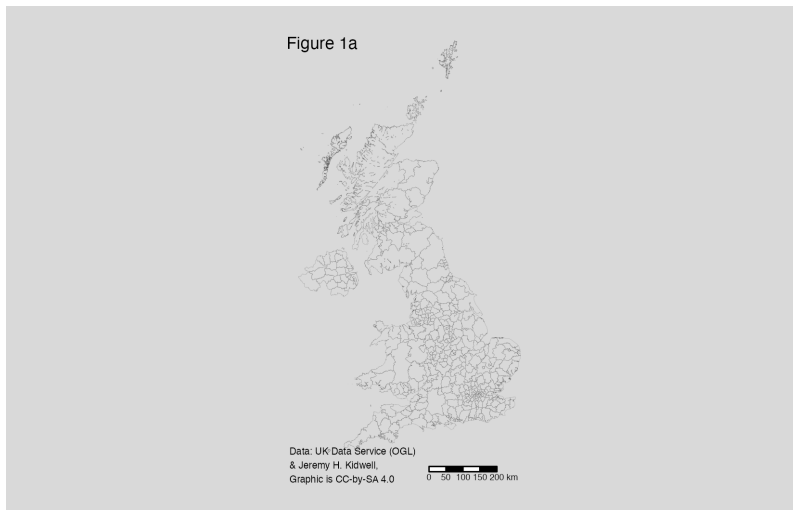 Figure 1a
Data: UK Data Service (OGL)
& Jeremy H. Kidwell,
Graphic is CC-by-SA 4.0
0 50 100 150 200 km